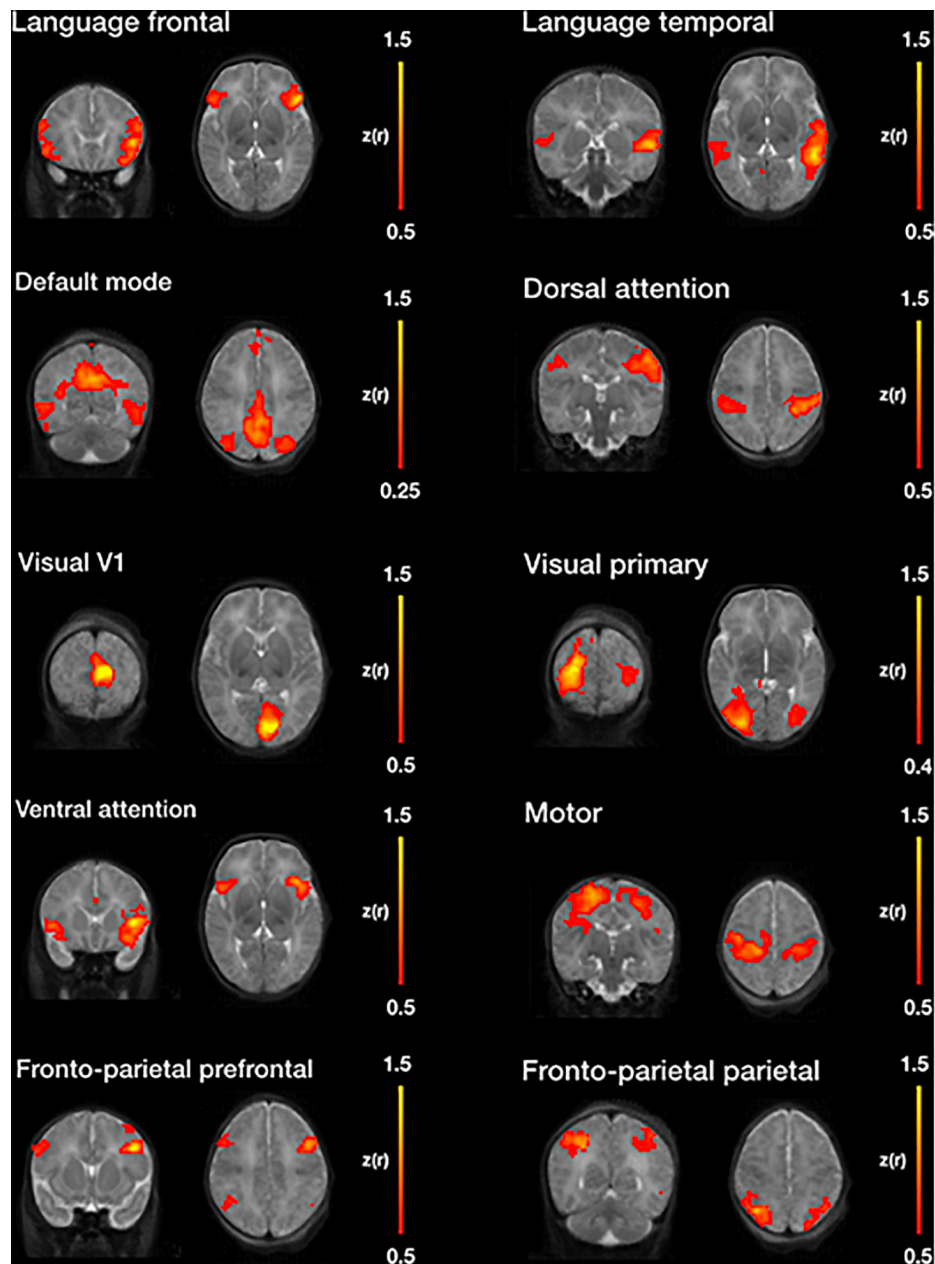 Language frontal
1.5
z(r)
0.5
Language temporal
1.5
z(r)
0.5
Default mode
1.5
z(r)
0.25
Dorsal attention
1.5
z(r)
0.5
Visual V1
1.5
z(r)
0.5
Visual primary
1.5
z(r)
0.4
Ventral attention
1.5
z(r)
0.5
Motor
1.5
z(r)
0.5
Fronto-parietal prefrontal
1.5
z(r)
0.5
Fronto-parietal parietal
1.5
z(r)
0.5